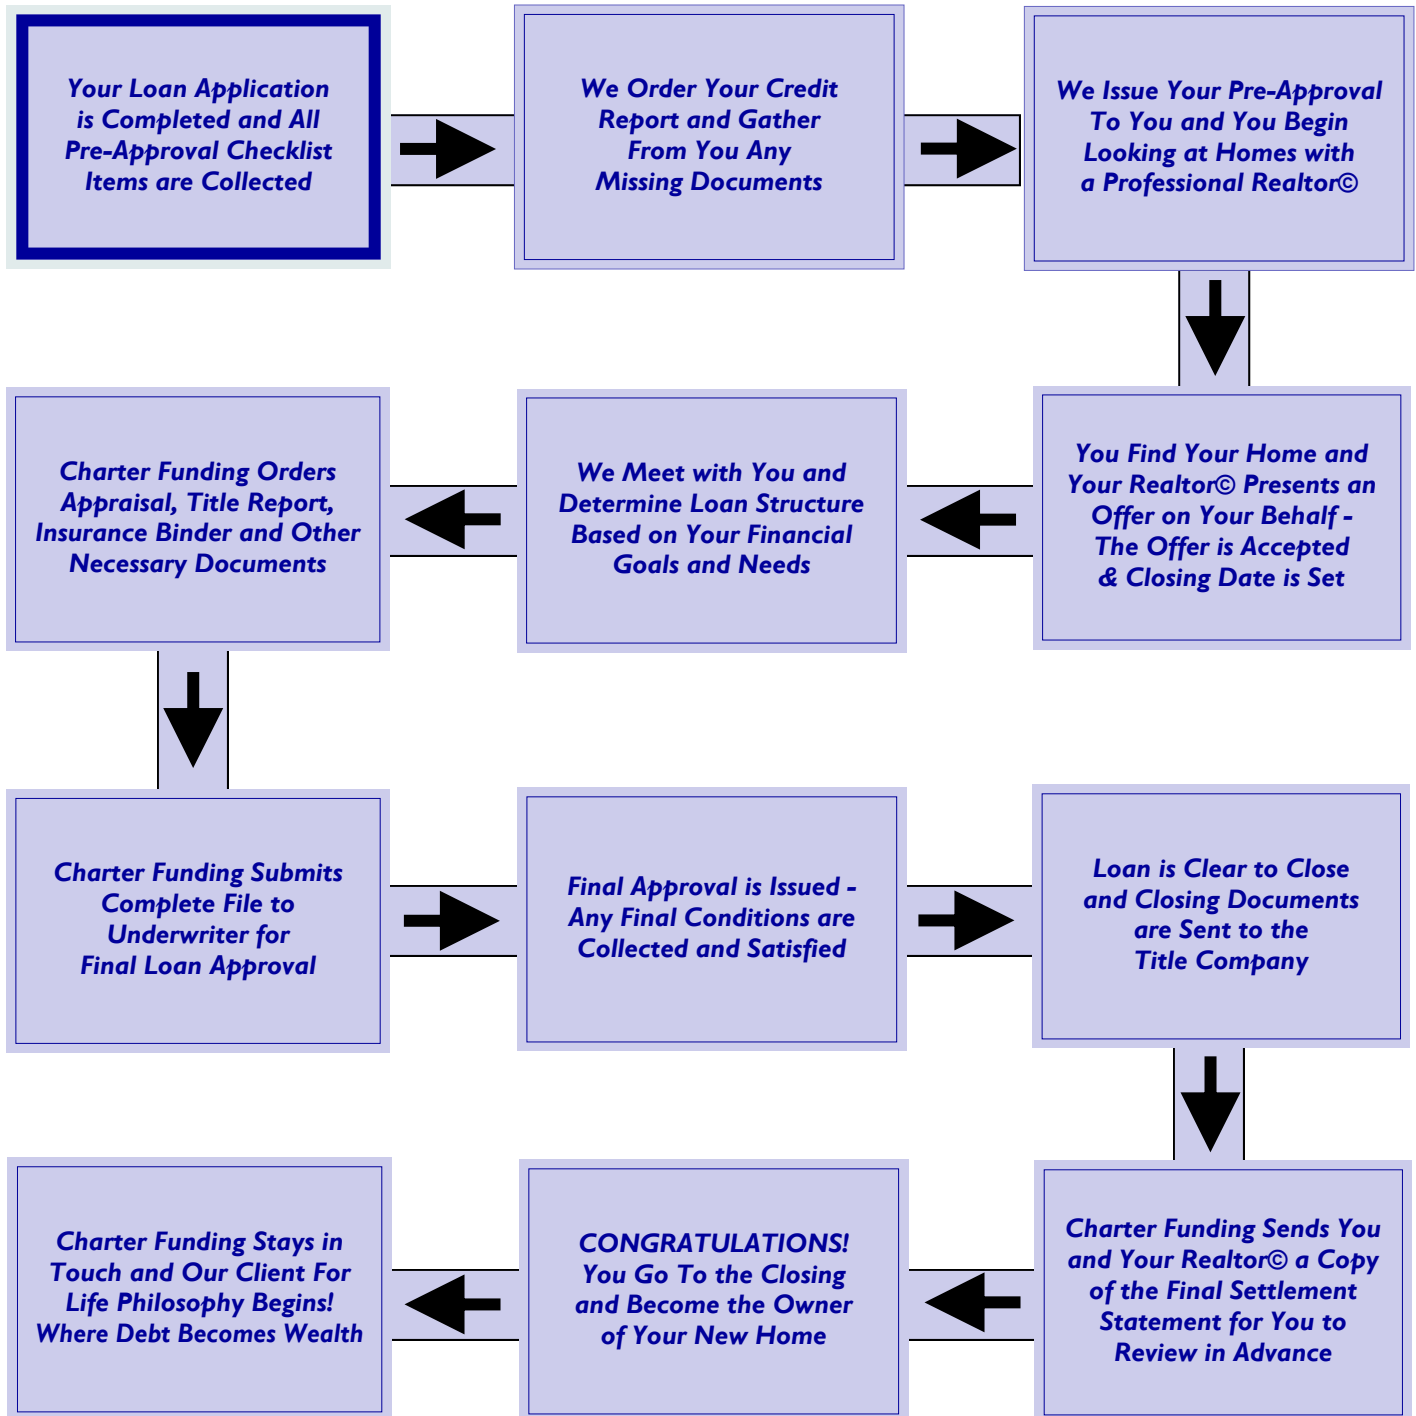 Your Loan Application
is Completed and All
Pre-Approval Checklist
Items are Collected
We Order Your Credit
Report and Gather
From You Any
Missing Documents
We Issue Your Pre-Approval
To You and You Begin
Looking at Homes with
a Professional Realtor©
You Find Your Home and
Your Realtor© Presents an
Offer on Your Behalf -
The Offer is Accepted
& Closing Date is Set
We Meet with You and
Determine Loan Structure
Based on Your Financial
Goals and Needs
Charter Funding Orders
Appraisal, Title Report,
Insurance Binder and Other
Necessary Documents
Charter Funding Submits
Complete File to
Underwriter for
Final Loan Approval
Final Approval is Issued -
Any Final Conditions are
Collected and Satisfied
Loan is Clear to Close
and Closing Documents
are Sent to the
Title Company
Charter Funding Sends You
and Your Realtor© a Copy
of the Final Settlement
Statement for You to
Review in Advance
CONGRATULATIONS!
You Go To the Closing
and Become the Owner
of Your New Home
Charter Funding Stays in
Touch and Our Client For
Life Philosophy Begins!
Where Debt Becomes Wealth